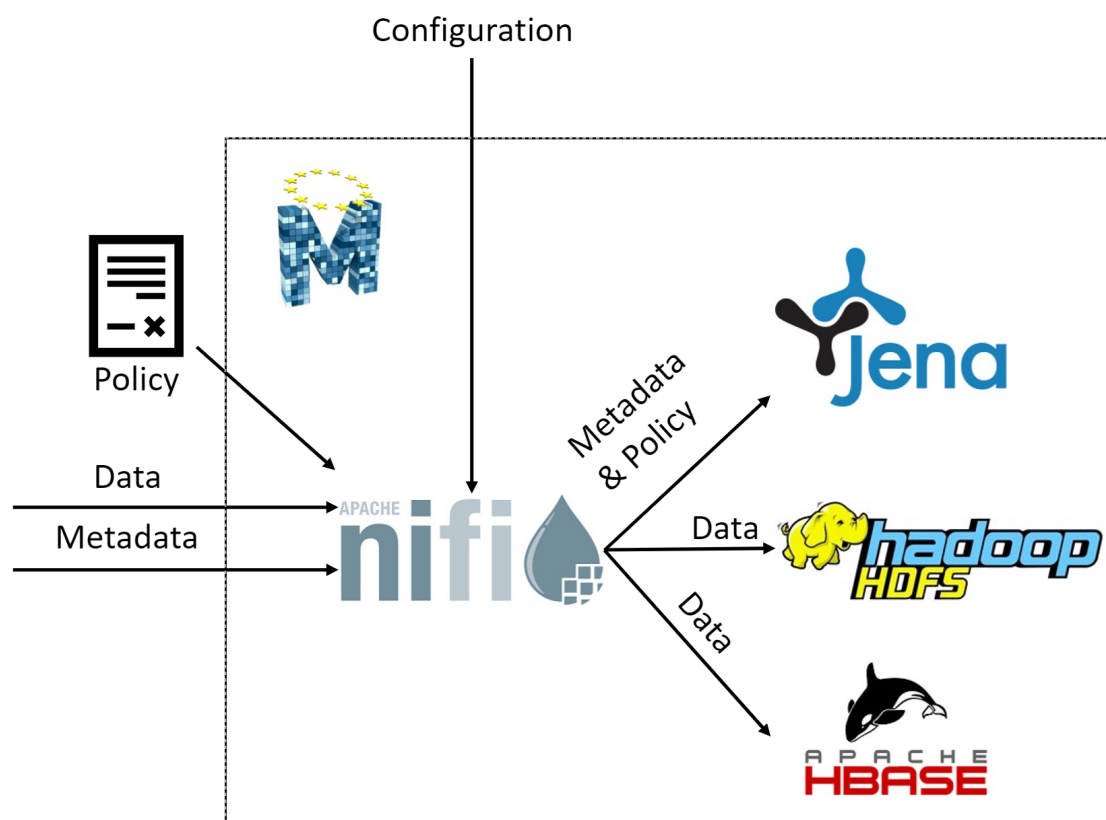 Configuration
M
Policy
Data
Metadata
APACHE
nifi
Metadata
& Policy
Jena
Data
hadoop
HDFS
Data
APACHE
HBASE